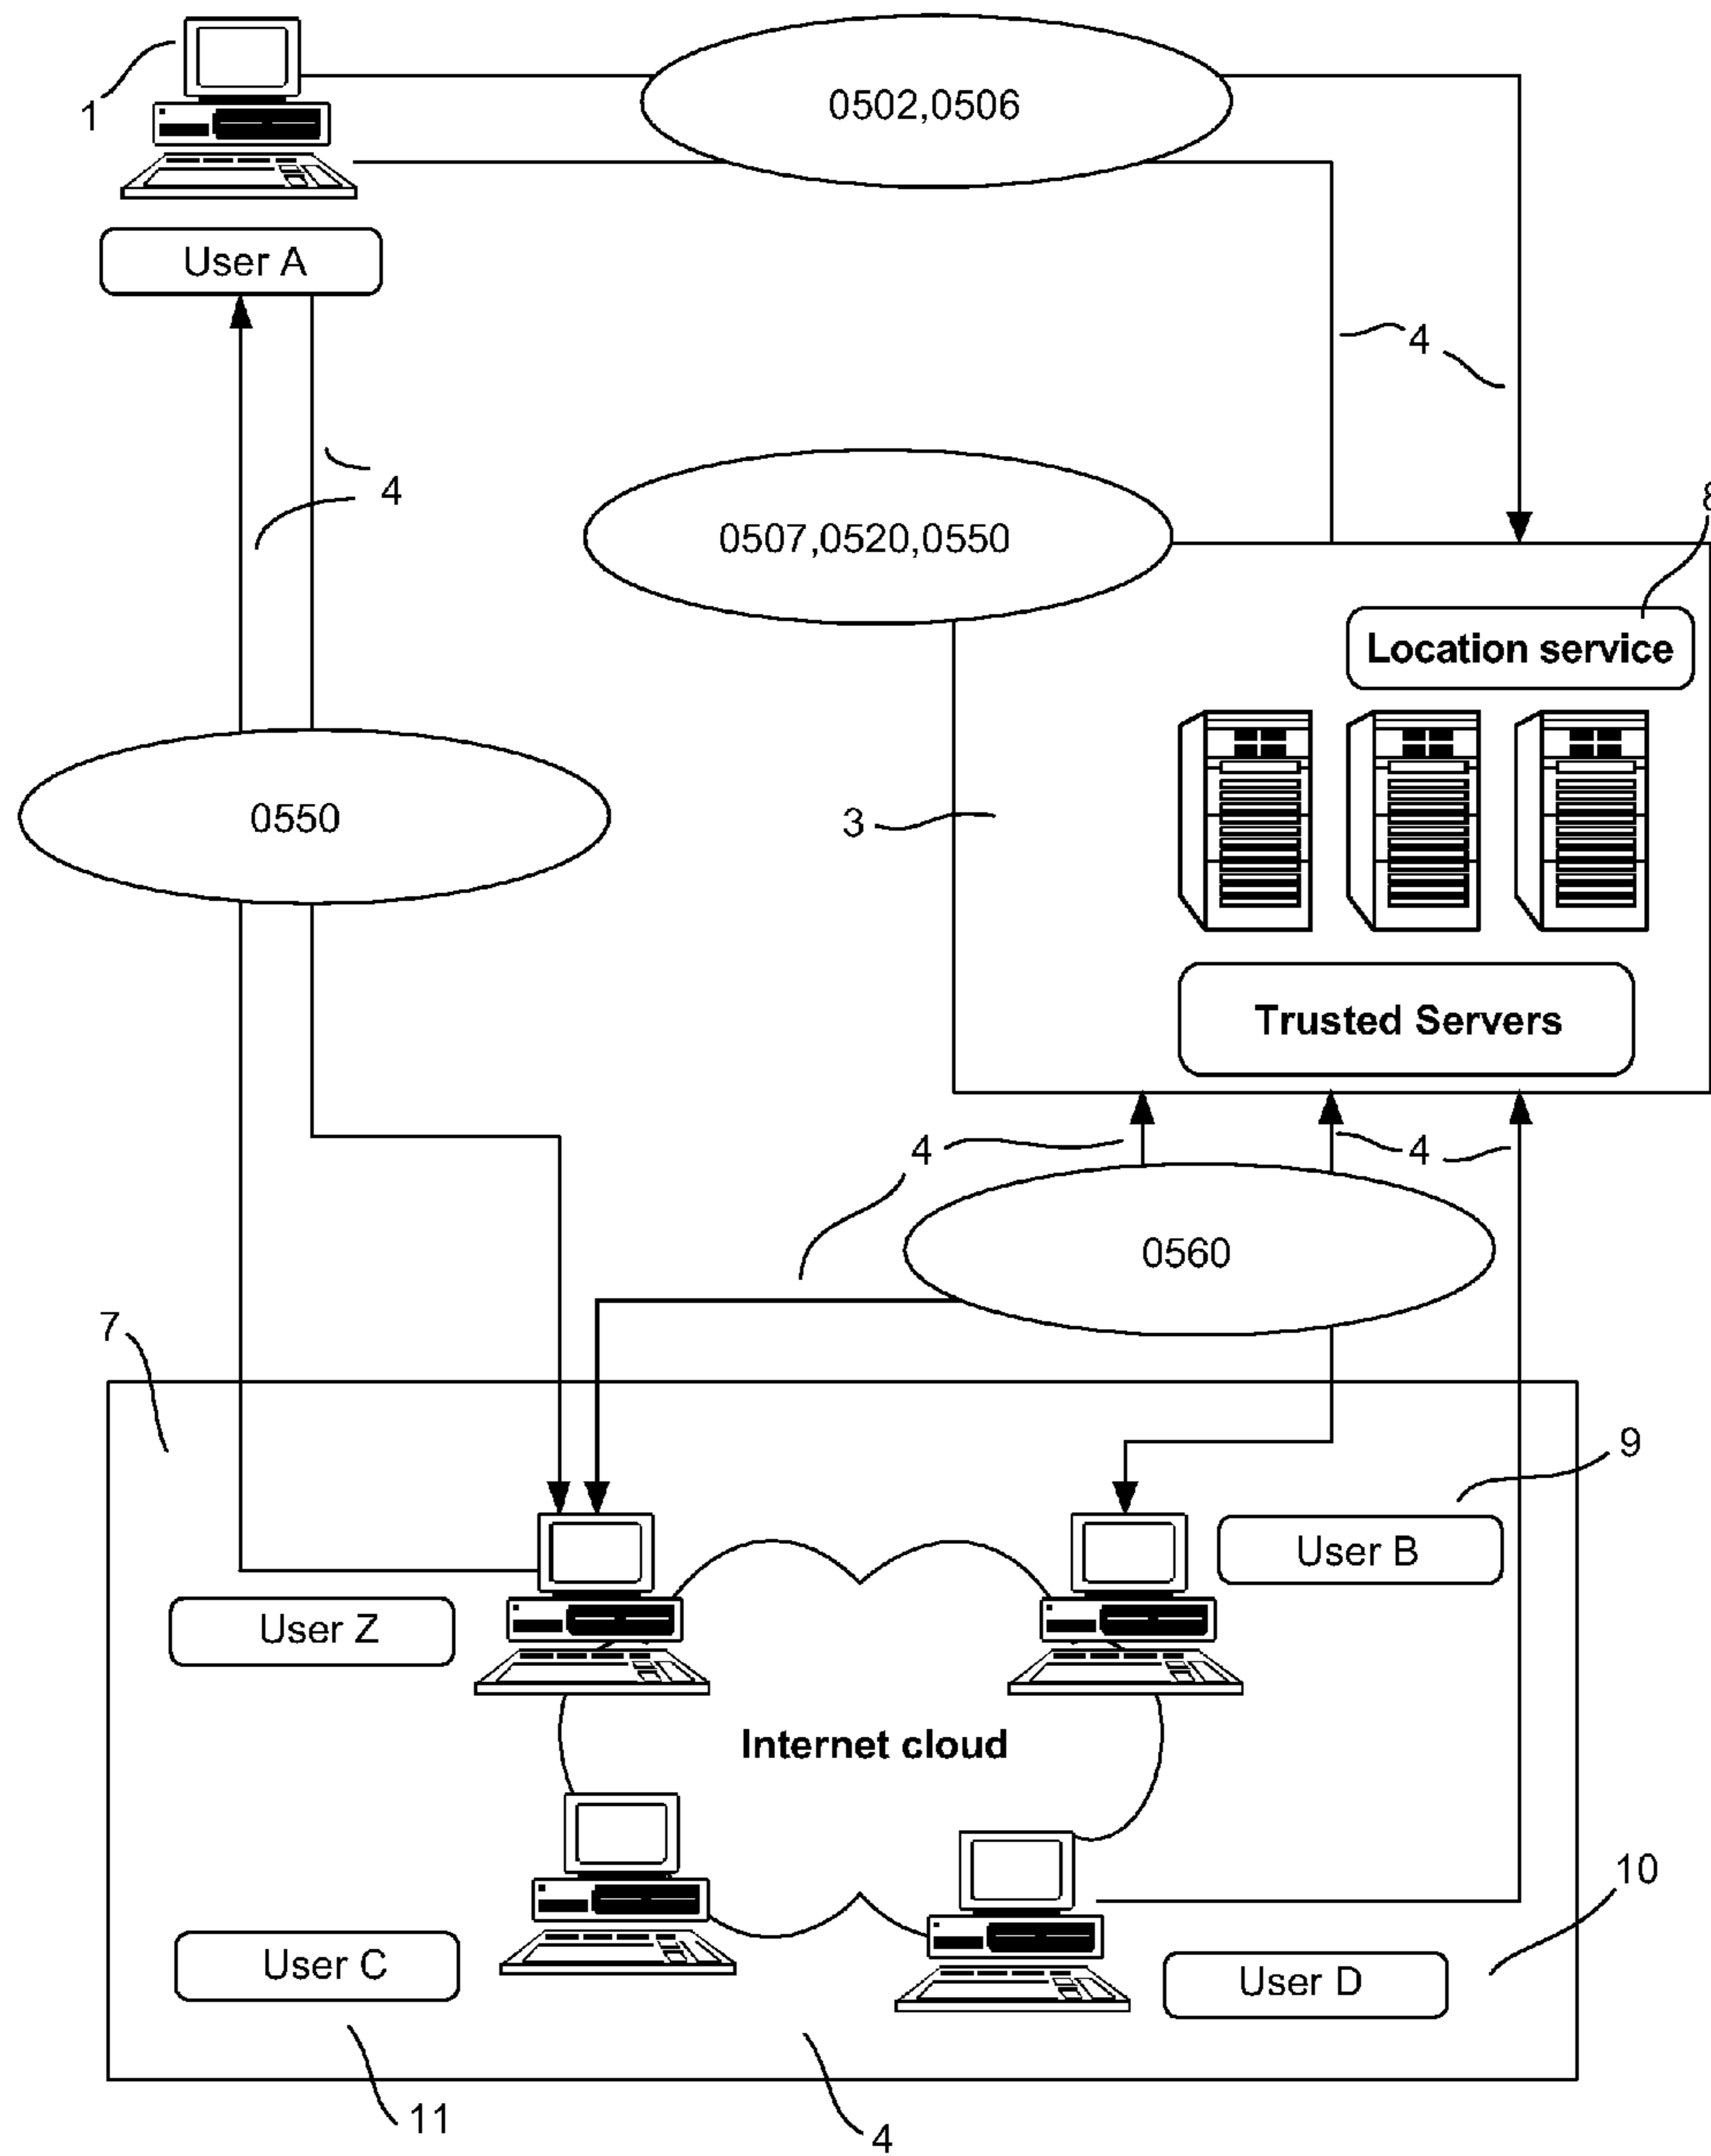 1
0502,0506
User A
4
4
8
0507,0520,0550
Location service
0550
3
Trusted Servers
4
4
0560
7
9
User B
User Z
Internet cloud
10
User C
User D
11
4